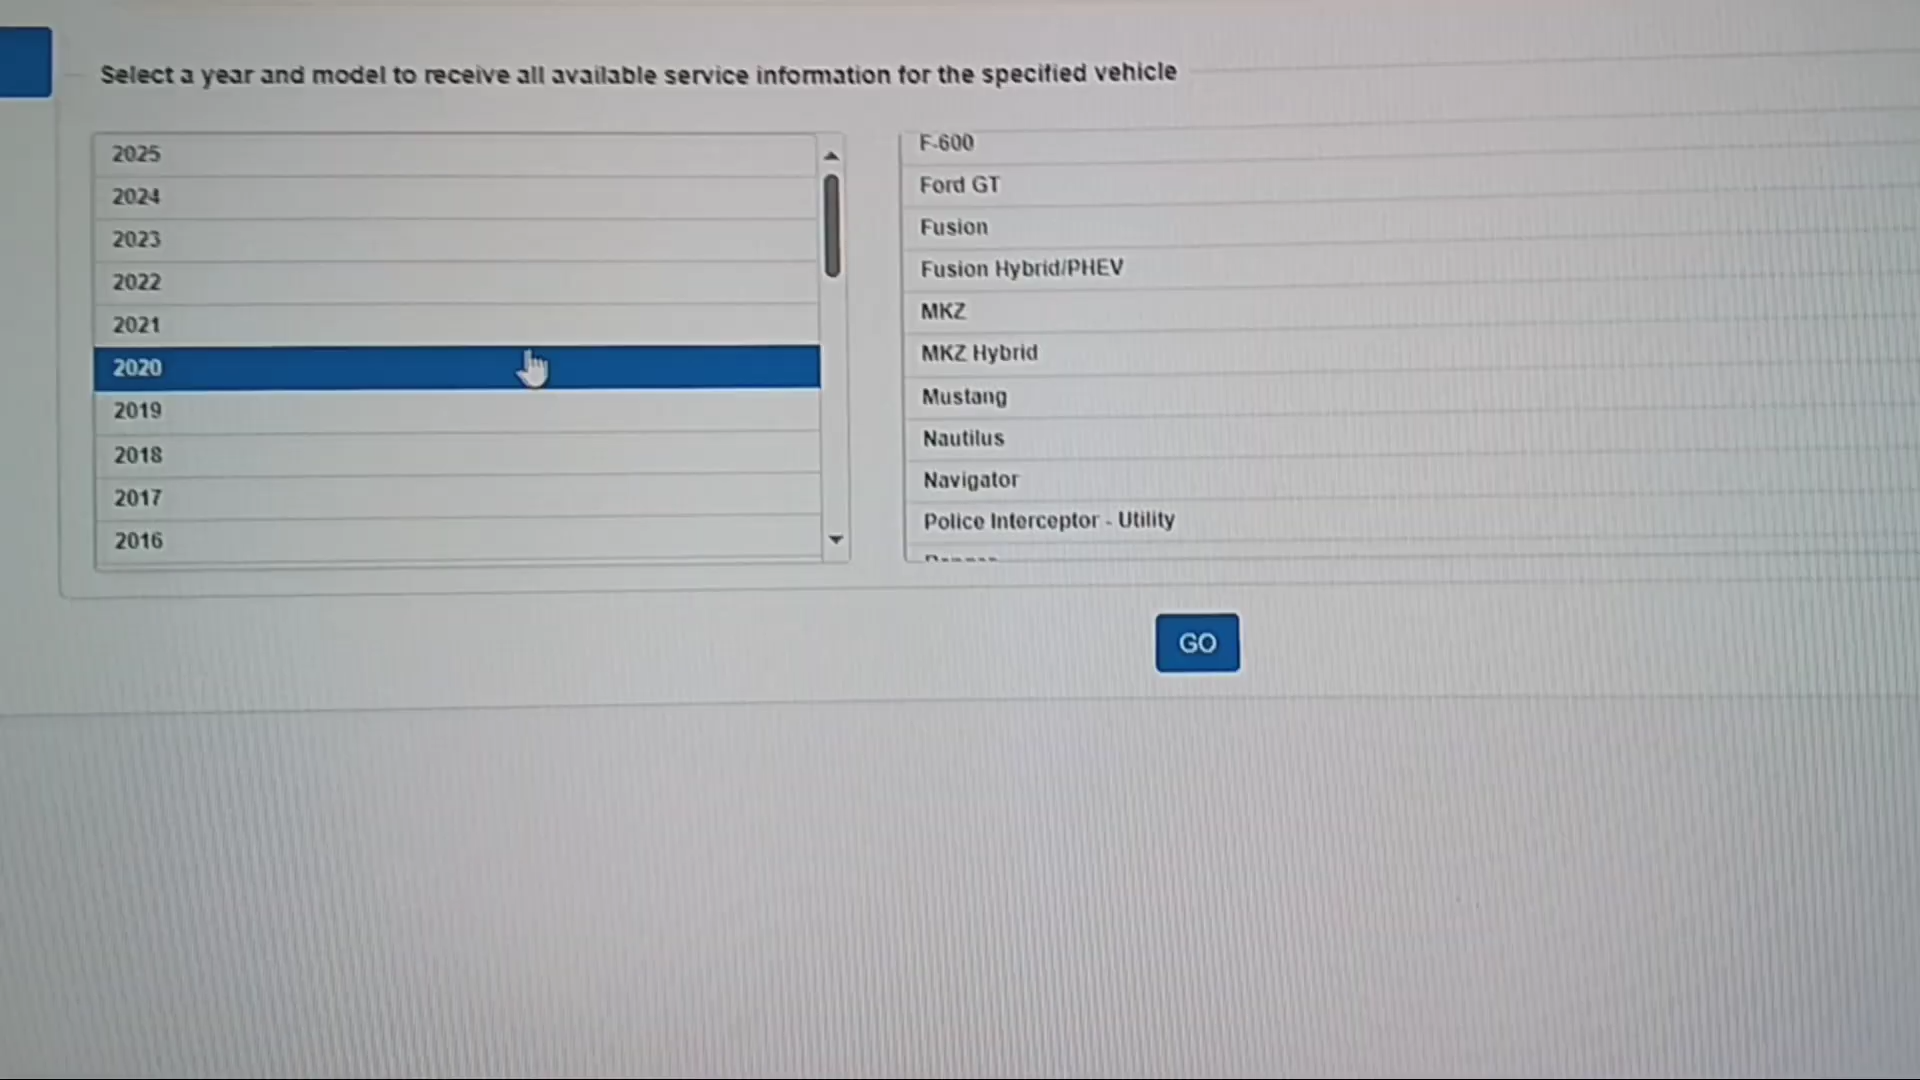 Select a year and model to receive all available service information for the specified vehicle
2025
2024
2023
2022
2021
2020
2019
2018
2017
2016
F-600
Ford GT
Fusion
Fusion Hybrid/PHEV
MKZ
MKZ Hybrid
Mustang
Nautilus
Navigator
Police Interceptor - Utility
GO